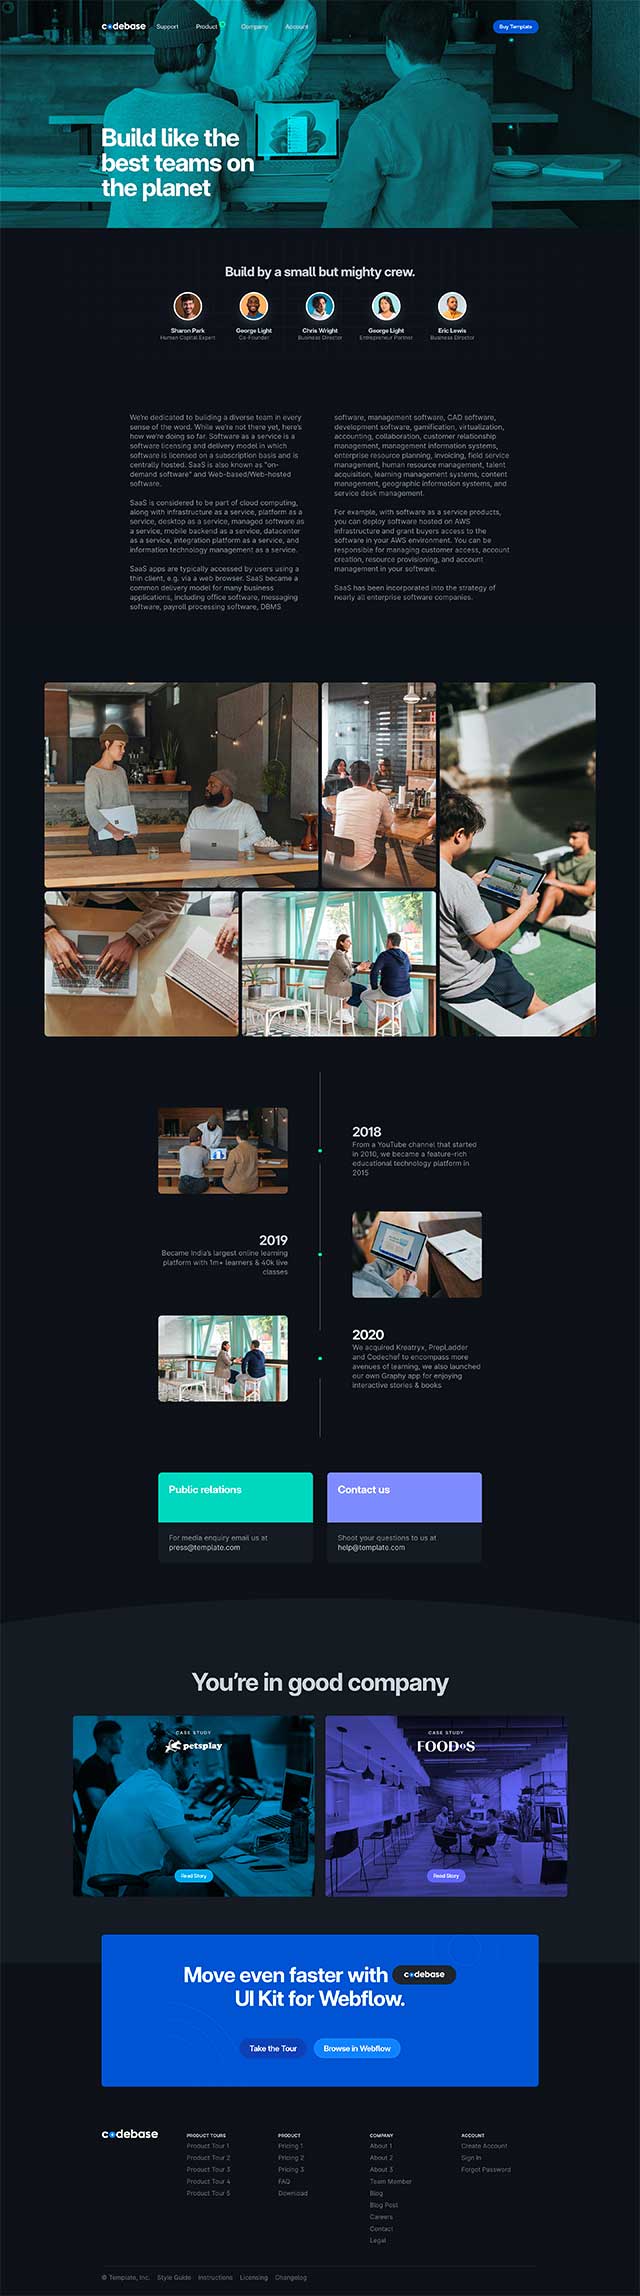 codebase Support Product Company Account Buy Template
Build like the
best teams on
the planet
Build by a small but mighty crew.
Sharon Park George Light Chris Wright George Light Eric Lewis
Human Capital Expert Co-Founder Business Director Entrepreneur Partner Business Director
We're dedicated to building a diverse team in every
sense of the word. While we're not there yet, here's
how we're doing so far. Software as a service is a
software licensing and delivery model in which
software is licensed on a subscription basis and is
centrally hosted. SaaS is also known as "on-
demand software" and Web-based/Web-hosted
software.
SaaS is considered to be part of cloud computing,
along with infrastructure as a service, platform as a
service, desktop as a service, managed software as
a service, mobile backend as a service, datacenter
as a service, integration platform as a service, and
information technology management as a service.
SaaS apps are typically accessed by users using a
thin client, e.g. via a web browser. SaaS became a
common delivery model for many business
applications, including office software, messaging
software, payroll processing software, DBMS
software, management software, CAD software,
development software, gamification, virtualization,
accounting, collaboration, customer relationship
management, management information systems,
enterprise resource planning, invoicing, field service
management, human resource management, talent
acquisition, learning management systems, content
management, geographic information systems, and
service desk management.
For example, with software as a service products,
you can deploy software hosted on AWS
infrastructure and grant buyers access to the
software in your AWS environment. You can be
responsible for managing customer access, account
creation, resource provisioning, and account
management in your software.
SaaS has been incorporated into the strategy of
nearly all enterprise software companies.
2018
From a YouTube channel that started
in 2010, we became a feature-rich
educational technology platform in
2015
2019
Became India's largest online learning
platform with 1m+ learners & 40k live
classes
2020
We acquired Kreatryx, PrepLadder
and Codechef to encompass more
avenues of learning, we also launched
our own Graphy app for enjoying
interactive stories & books
Public relations
For media enquiry email us at
press@template.com
Contact us
Shoot your questions to us at
help@template.com
You're in good company
CASE STUDY
petsplay
Read Story
CASE STUDY
FOODiS
Read Story
Move even faster with codebase
UI Kit for Webflow.
Take the Tour Browse in Webflow
codebase
PRODUCT TOURS
Product Tour 1
Product Tour 2
Product Tour 3
Product Tour 4
Product Tour 5
PRODUCT
Pricing 1
Pricing 2
Pricing 3
FAQ
Download
COMPANY
About 1
About 2
About 3
Team Member
Blog
Blog Post
Careers
Contact
Legal
ACCOUNT
Create Account
Sign In
Forgot Password
© Template, Inc. Style Guide Instructions Licensing Changelog